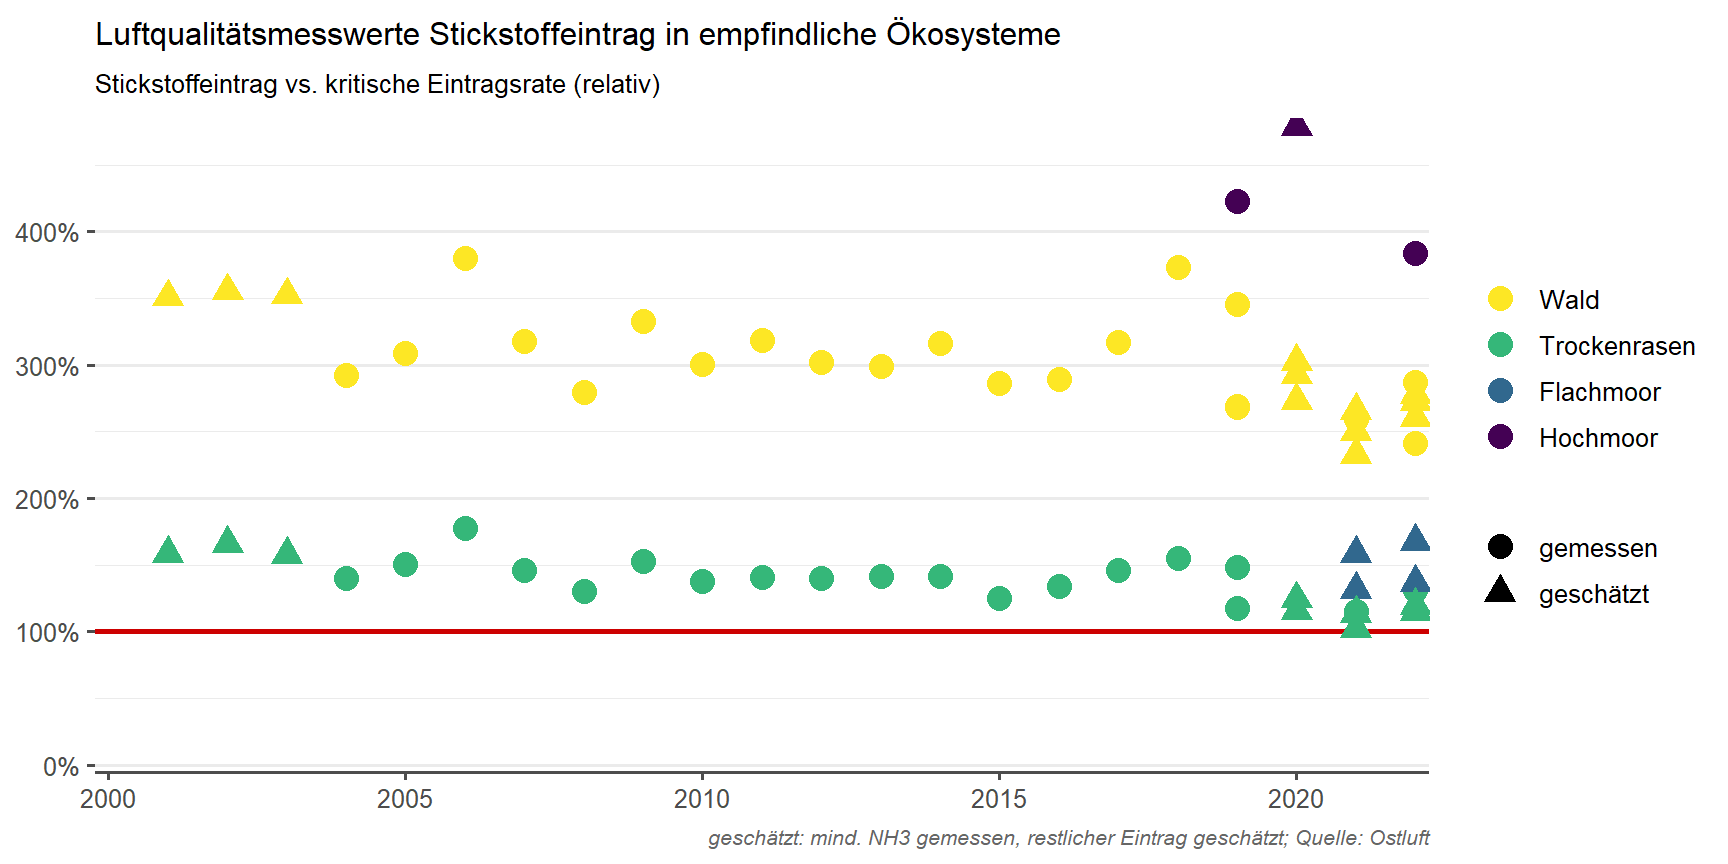 Luftqualitätsmesswerte Stickstoffeintrag in empfindliche Ökosysteme
Stickstoffeintrag vs. kritische Eintragsrate (relativ)
400%
300%
200%
100%
0%
2000 2005 2010 2015 2020
Wald
Trockenrasen
Flachmoor
Hochmoor
gemessen
geschätzt
geschätzt: mind. NH3 gemessen, restlicher Eintrag geschätzt; Quelle: Ostluft